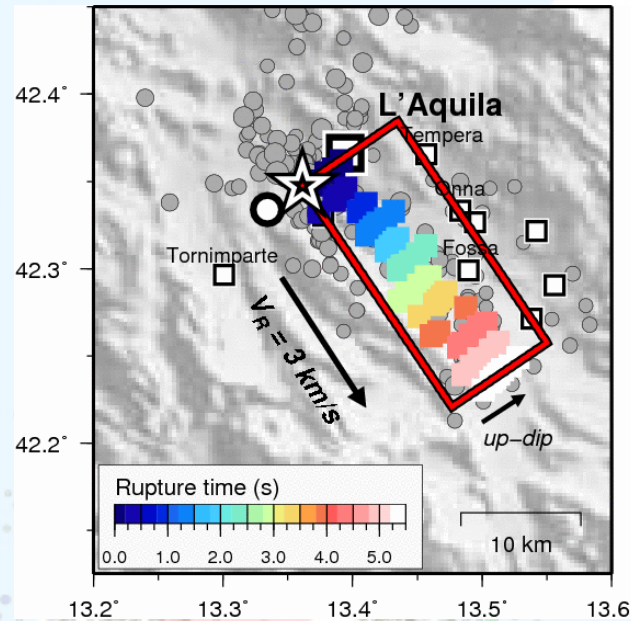 42.4˚
L'Aquila
Tempera
Onna
Fossa
42.3˚
Tornimparte
V_R = 3 km/s
42.2˚
up-dip
Rupture time (s)
0.0 1.0 2.0 3.0 4.0 5.0
10 km
13.2˚ 13.3˚ 13.4˚ 13.5˚ 13.6˚